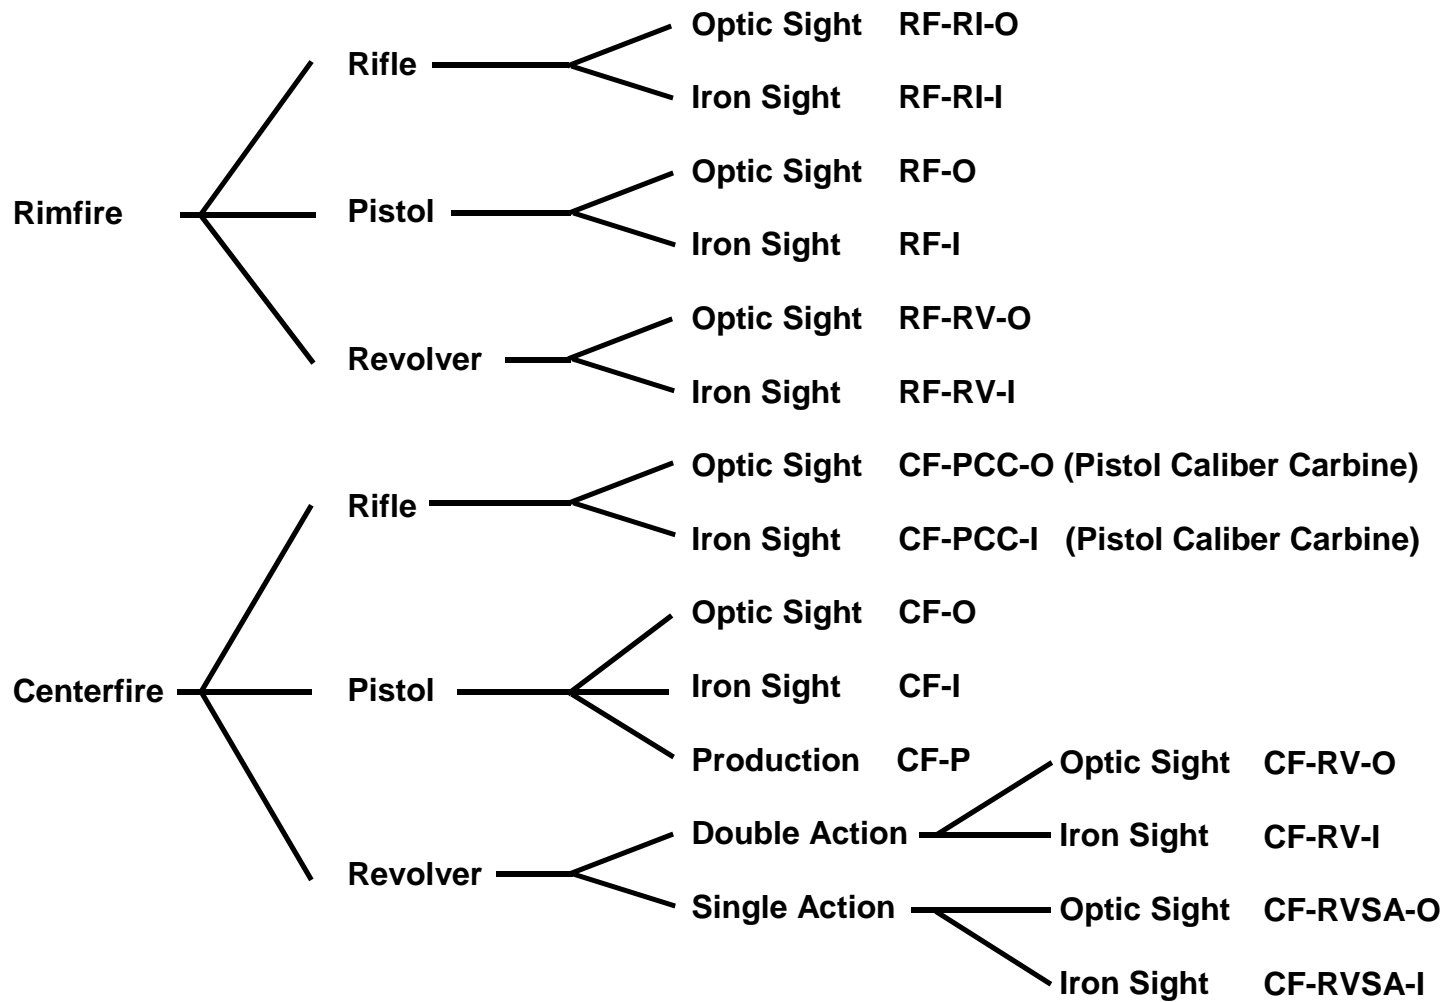 Optic Sight RF-RI-O
Rifle
Iron Sight RF-RI-I
Optic Sight RF-O
Rimfire Pistol
Iron Sight RF-I
Optic Sight RF-RV-O
Revolver
Iron Sight RF-RV-I
Optic Sight CF-PCC-O (Pistol Caliber Carbine)
Rifle
Iron Sight CF-PCC-I (Pistol Caliber Carbine)
Optic Sight CF-O
Centerfire Pistol Iron Sight CF-I
Production CF-P Optic Sight CF-RV-O
Double Action Iron Sight CF-RV-I
Revolver
Single Action Optic Sight CF-RVSA-O
Iron Sight CF-RVSA-I